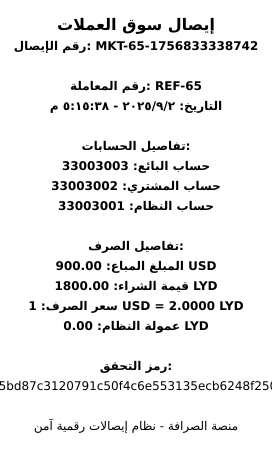 إيصال سوق العملات
رقم الإيصال: MKT-65-1756833338742
رقم المعاملة: REF-65
التاريخ: ٢٠٢٥/٩/٢ - ٥:١٥:٣٨ م
تفاصيل الحسابات:
حساب البائع: 33003003
حساب المشتري: 33003002
حساب النظام: 33003001
تفاصيل الصرف:
المبلغ المباع: 900.00 USD
قيمة الشراء: 1800.00 LYD
سعر الصرف: 1 USD = 2.0000 LYD
عمولة النظام: 0.00 LYD
رمز التحقق:
5bd87c3120791c50f4c6e553135ecb6248f250
منصة الصرافة - نظام إيصالات رقمية آمن